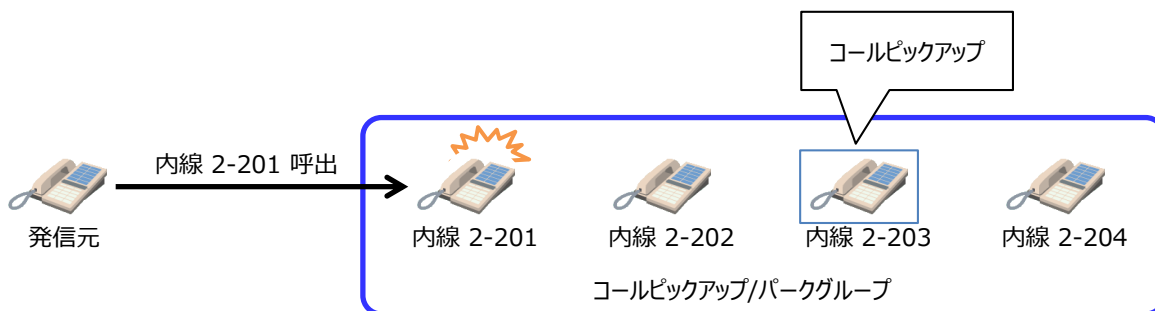 コールピックアップ
内線 2-201 呼出
発信元
内線 2-201
内線 2-202
内線 2-203
内線 2-204
コールピックアップ/パークグループ